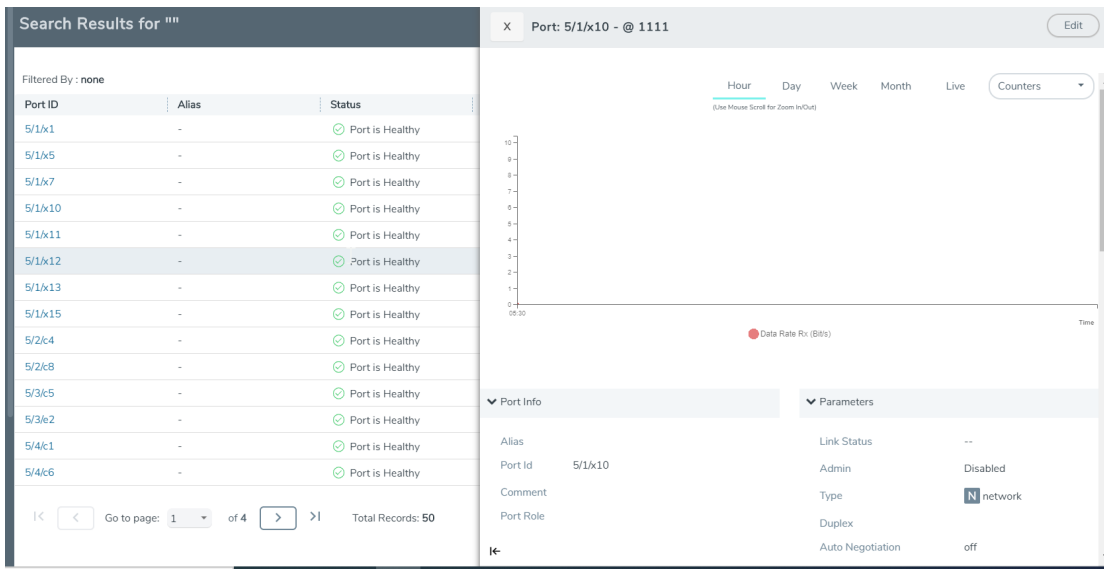 Search Results for ""
Filtered By : none
Port ID Alias Status
5/1/x1 - Port is Healthy
5/1/x5 - Port is Healthy
5/1/x7 - Port is Healthy
5/1/x10 - Port is Healthy
5/1/x11 - Port is Healthy
5/1/x12 - Port is Healthy
5/1/x13 - Port is Healthy
5/1/x15 - Port is Healthy
5/2/c4 - Port is Healthy
5/2/c8 - Port is Healthy
5/3/c5 - Port is Healthy
5/3/e2 - Port is Healthy
5/4/c1 - Port is Healthy
5/4/c6 - Port is Healthy
Go to page: 1 of 4 Total Records: 50
X Port: 5/1/x10 - @ 1111 Edit
Hour Day Week Month Live Counters
(Use Mouse Scroll for Zoom In/Out)
10
9
8
7
6
5
4
3
2
1
0
05:30
Time
Data Rate Rx (Bit/s)
Port Info
Alias
Port Id 5/1/x10
Comment
Port Role
Parameters
Link Status --
Admin Disabled
Type N network
Duplex
Auto Negotiation off